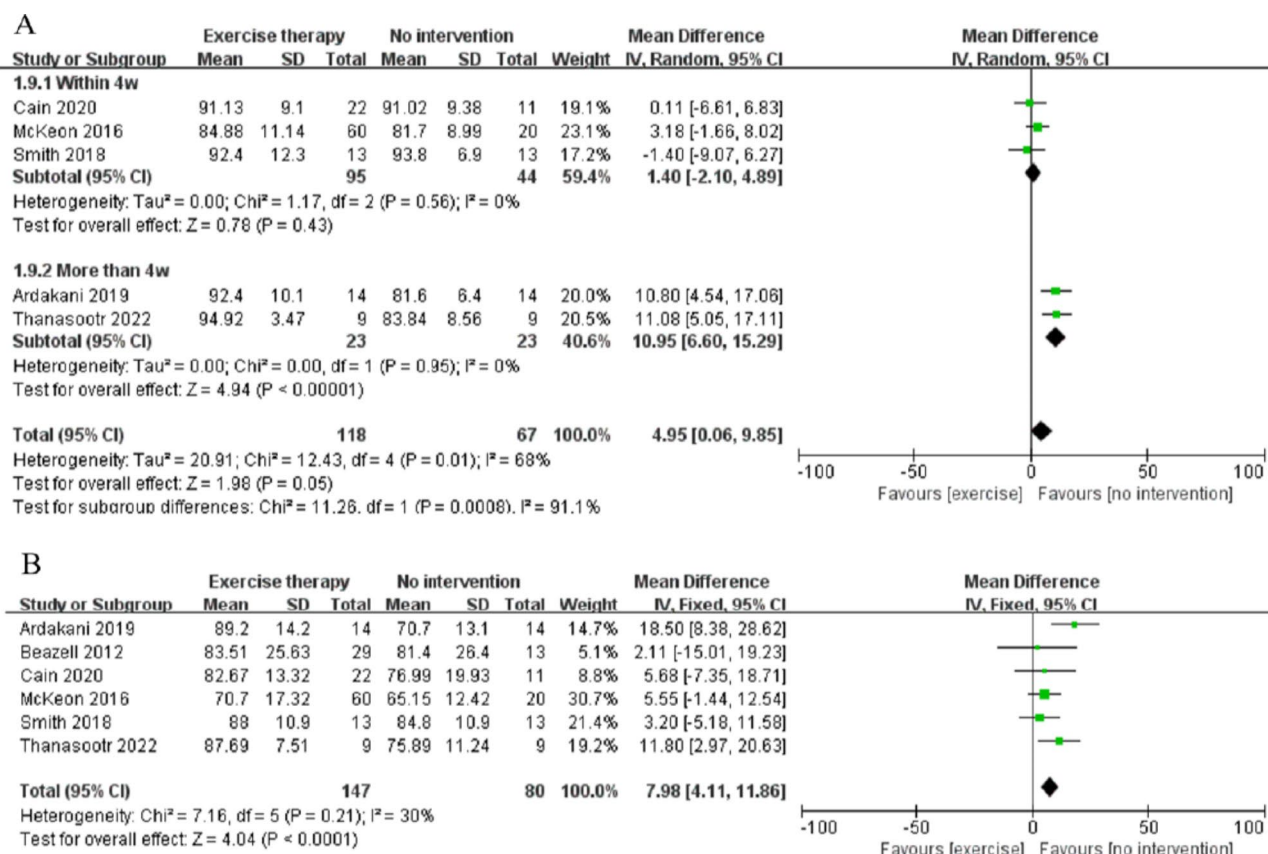 A
Exercise therapy No intervention Mean Difference Mean Difference
Study or Subgroup Mean SD Total Mean SD Total Weight IV, Random, 95% CI IV, Random, 95% CI
1.9.1 Within 4w
Cain 2020 91.13 9.1 22 91.02 9.38 11 19.1% 0.11 [-6.61, 6.83]
McKeon 2016 84.88 11.14 60 81.7 8.99 20 23.1% 3.18 [-1.66, 8.02]
Smith 2018 92.4 12.3 13 93.8 6.9 13 17.2% -1.40 [-9.07, 6.27]
Subtotal (95% CI) 95 44 59.4% 1.40 [-2.10, 4.89]
Heterogeneity: Tau² = 0.00; Chi² = 1.17, df = 2 (P = 0.56); I² = 0%
Test for overall effect: Z = 0.78 (P = 0.43)
1.9.2 More than 4w
Ardakani 2019 92.4 10.1 14 81.6 6.4 14 20.0% 10.80 [4.54, 17.06]
Thanasootr 2022 94.92 3.47 9 83.84 8.56 9 20.5% 11.08 [5.05, 17.11]
Subtotal (95% CI) 23 23 40.6% 10.95 [6.60, 15.29]
Heterogeneity: Tau² = 0.00; Chi² = 0.00, df = 1 (P = 0.95); I² = 0%
Test for overall effect: Z = 4.94 (P < 0.00001)
Total (95% CI) 118 67 100.0% 4.95 [0.06, 9.85]
Heterogeneity: Tau² = 20.91; Chi² = 12.43, df = 4 (P = 0.01); I² = 68%
Test for overall effect: Z = 1.98 (P = 0.05)
Test for subgroup differences: Chi² = 11.26, df = 1 (P = 0.0008), I² = 91.1%
-100 -50 0 50 100
Favours [exercise] Favours [no intervention]
B
Exercise therapy No intervention Mean Difference Mean Difference
Study or Subgroup Mean SD Total Mean SD Total Weight IV, Fixed, 95% CI IV, Fixed, 95% CI
Ardakani 2019 89.2 14.2 14 70.7 13.1 14 14.7% 18.50 [8.38, 28.62]
Beazell 2012 83.51 25.63 29 81.4 26.4 13 5.1% 2.11 [-15.01, 19.23]
Cain 2020 82.67 13.32 22 76.99 19.93 11 8.8% 5.68 [-7.35, 18.71]
McKeon 2016 70.7 17.32 60 65.15 12.42 20 30.7% 5.55 [-1.44, 12.54]
Smith 2018 88 10.9 13 84.8 10.9 13 21.4% 3.20 [-5.18, 11.58]
Thanasootr 2022 87.69 7.51 9 75.89 11.24 9 19.2% 11.80 [2.97, 20.63]
Total (95% CI) 147 80 100.0% 7.98 [4.11, 11.86]
Heterogeneity: Chi² = 7.16, df = 5 (P = 0.21); I² = 30%
Test for overall effect: Z = 4.04 (P < 0.0001)
-100 -50 0 50 100
Favours [exercise] Favours [no intervention]